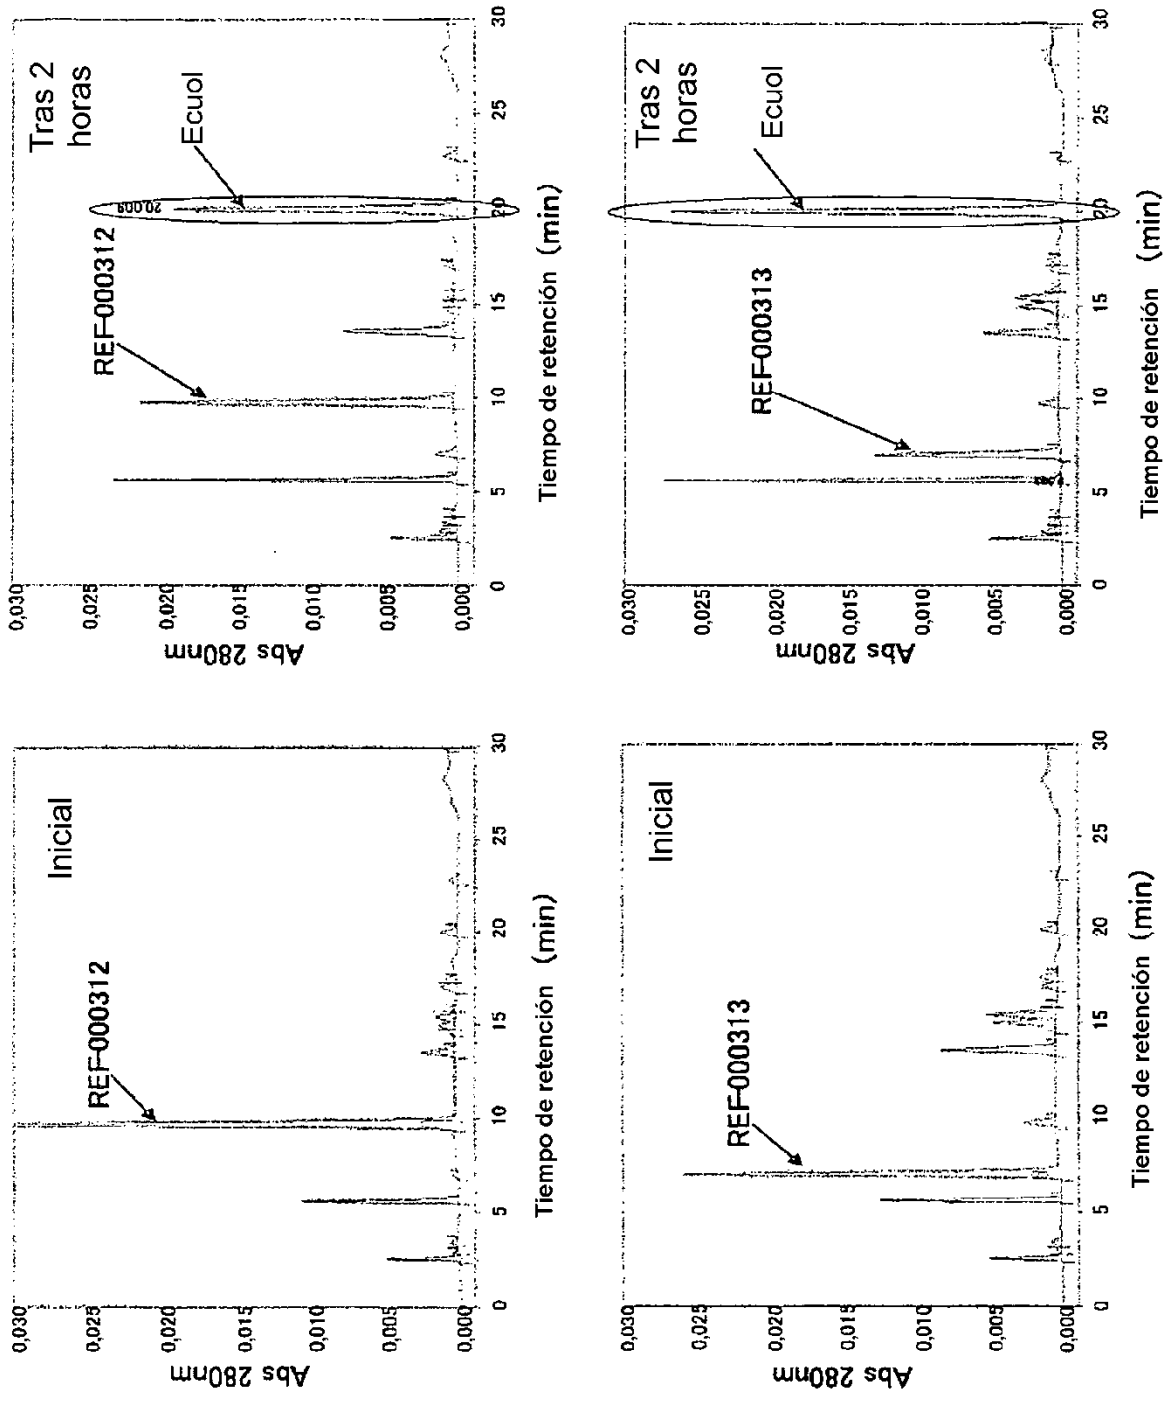 Abs 280nm
0,030
0,025
0,020
0,015
0,010
0,005
0,000
Inicial
REF-000312
0 5 10 15 20 25 30
Tiempo de retención (min)
Abs 280nm
0,030
0,025
0,020
0,015
0,010
0,005
0,000
Tras 2
horas
REF-000312
20.009
Ecuol
0 5 10 15 20 25 30
Tiempo de retención (min)
Abs 280nm
0,030
0,025
0,020
0,015
0,010
0,005
0,000
Inicial
REF-000313
0 5 10 15 20 25 30
Tiempo de retención (min)
Abs 280nm
0,030
0,025
0,020
0,015
0,010
0,005
0,000
Tras 2
horas
REF-000313
Ecuol
0 5 10 15 20 25 30
Tiempo de retención (min)